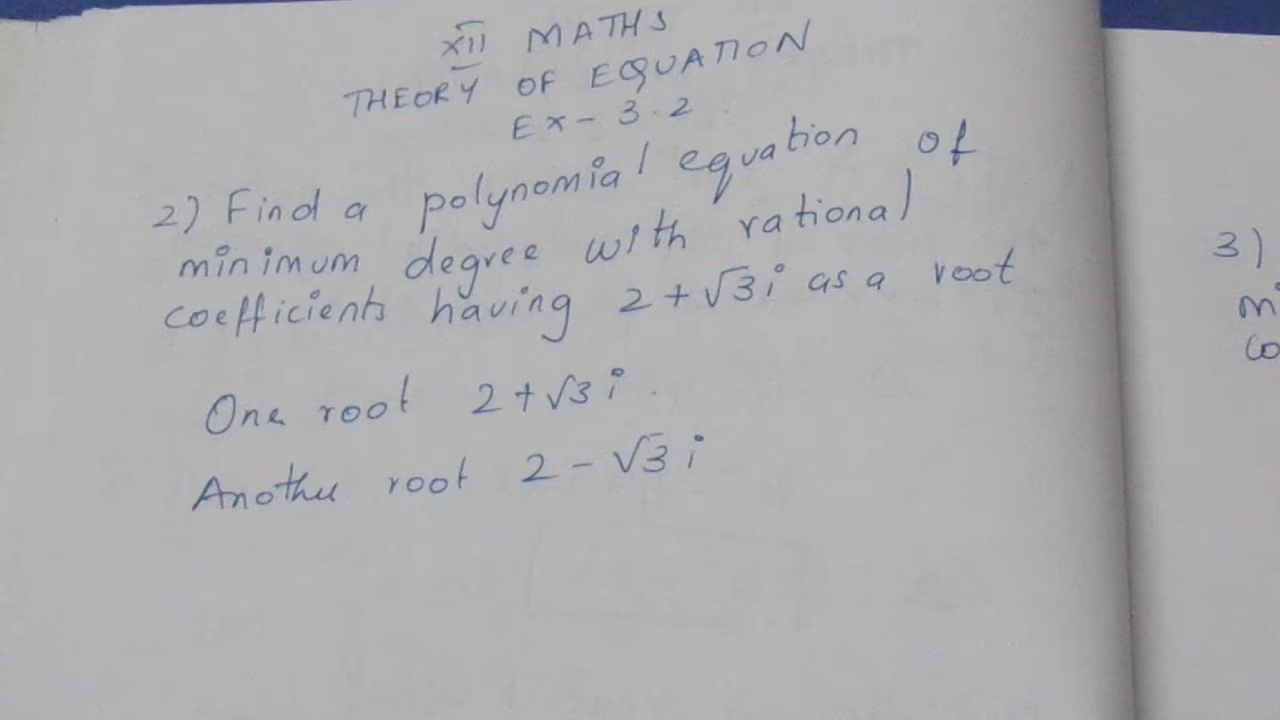 XII MATHS
THEORY OF EQUATION
Ex - 3.2
2) Find a polynomial equation of
minimum degree with rational
coefficients having 2+√3i as a root
One root 2+√3i.
Another root 2-√3i
3)